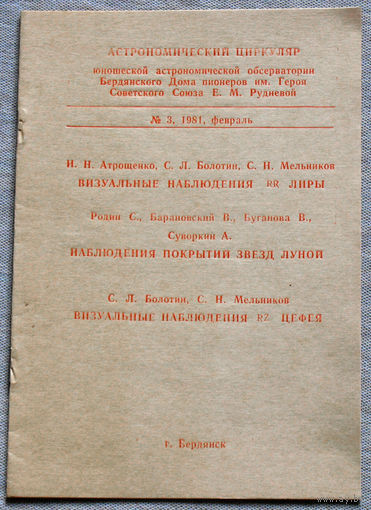 АСТРОНОМИЧЕСКИЙ ЦИРКУЛЯР
юношеской астрономической обсерватории
Бердянского Дома пионеров им. Героя
Советского Союза Е. М. Рудневой
№ 3, 1981, февраль
И. Н. Атрощенко, С. Л. Болотин, С. Н. Мельников
ВИЗУАЛЬНЫЕ НАБЛЮДЕНИЯ RR ЛИРЫ
Родин С., Барановский В., Буганова В.,
Суворкин А.
НАБЛЮДЕНИЯ ПОКРЫТИЙ ЗВЕЗД ЛУНОЙ
С. Л. Болотин, С. Н. Мельников
ВИЗУАЛЬНЫЕ НАБЛЮДЕНИЯ RZ ЦЕФЕЯ
г. Бердянск